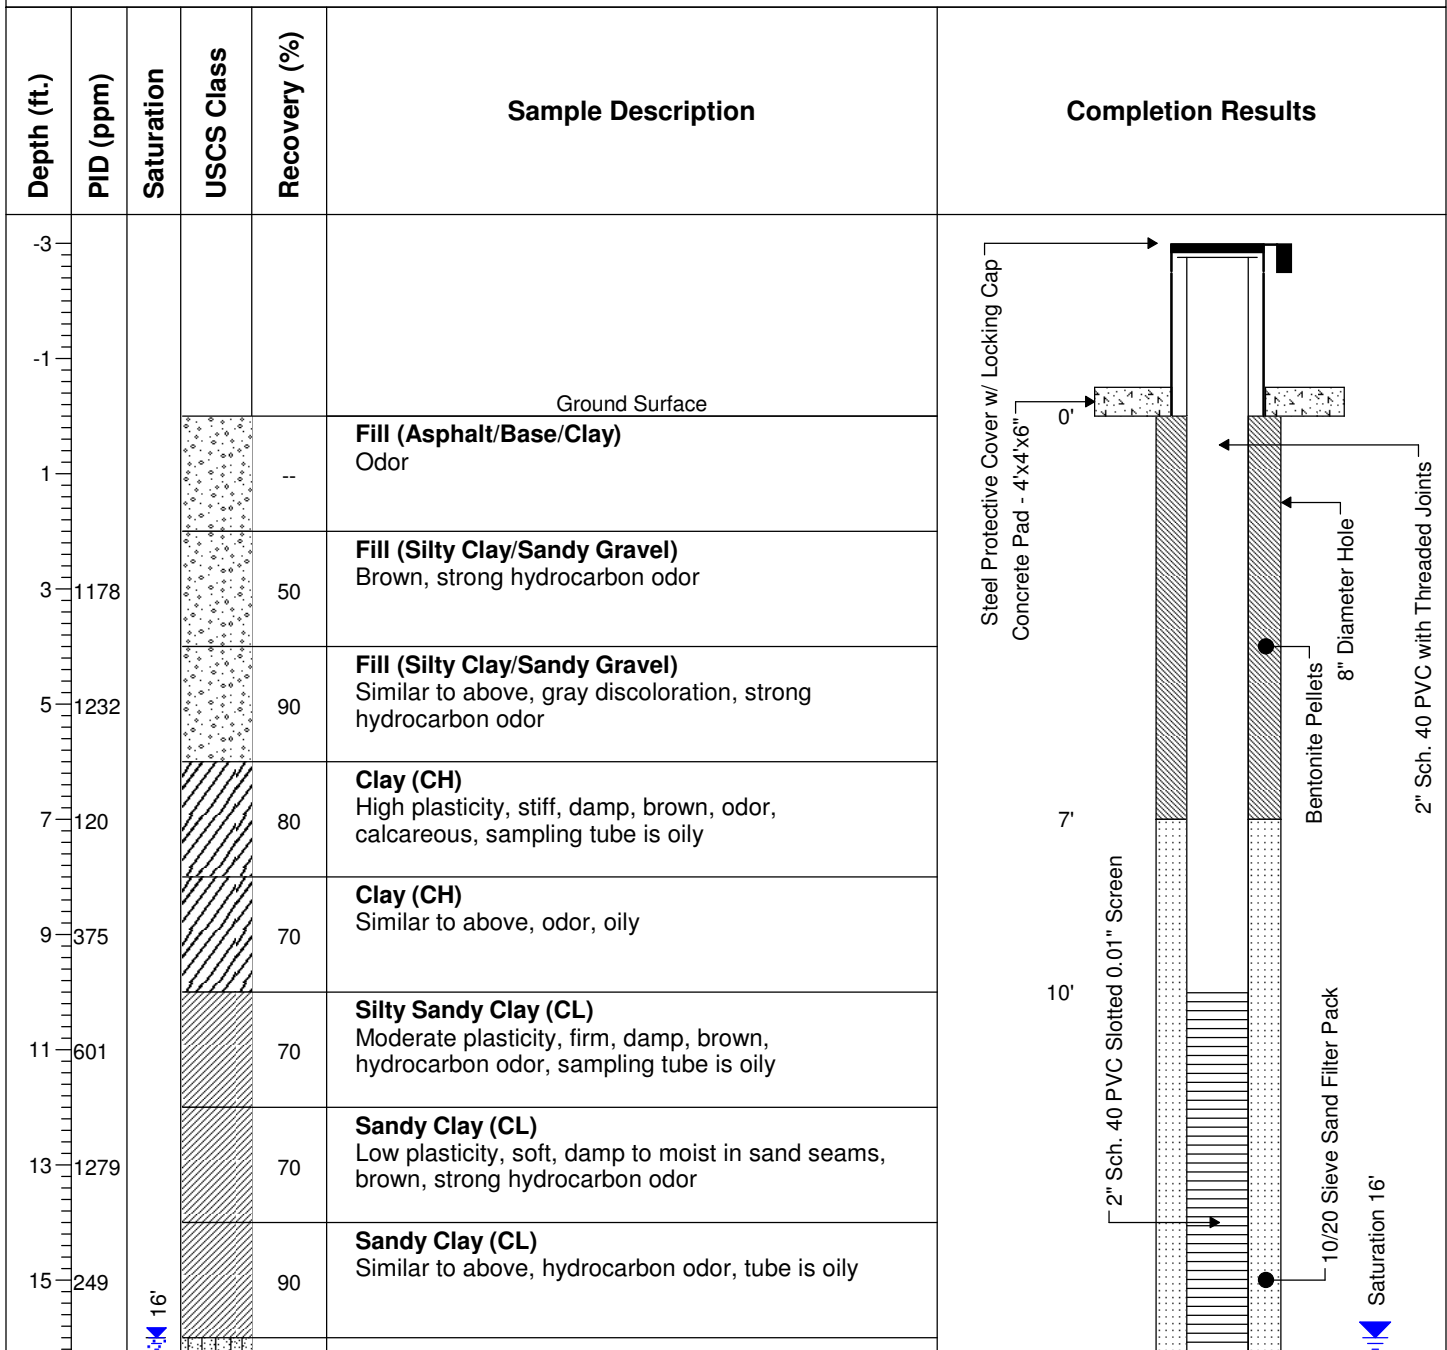 Depth (ft.)
PID (ppm)
Saturation
USCS Class
Recovery (%)
Sample Description
Completion Results
-3
-1
Ground Surface
1
--
Fill (Asphalt/Base/Clay)
Odor
3
1178
50
Fill (Silty Clay/Sandy Gravel)
Brown, strong hydrocarbon odor
5
1232
90
Fill (Silty Clay/Sandy Gravel)
Similar to above, gray discoloration, strong
hydrocarbon odor
7
120
80
Clay (CH)
High plasticity, stiff, damp, brown, odor,
calcareous, sampling tube is oily
9
375
70
Clay (CH)
Similar to above, odor, oily
11
601
70
Silty Sandy Clay (CL)
Moderate plasticity, firm, damp, brown,
hydrocarbon odor, sampling tube is oily
13
1279
70
Sandy Clay (CL)
Low plasticity, soft, damp to moist in sand seams,
brown, strong hydrocarbon odor
15
249
90
Sandy Clay (CL)
Similar to above, hydrocarbon odor, tube is oily
16'
Steel Protective Cover w/ Locking Cap
Concrete Pad - 4'x4'x6"
0'
7'
10'
2" Sch. 40 PVC Slotted 0.01" Screen
Bentonite Pellets
8" Diameter Hole
2" Sch. 40 PVC with Threaded Joints
10/20 Sieve Sand Filter Pack
Saturation 16'